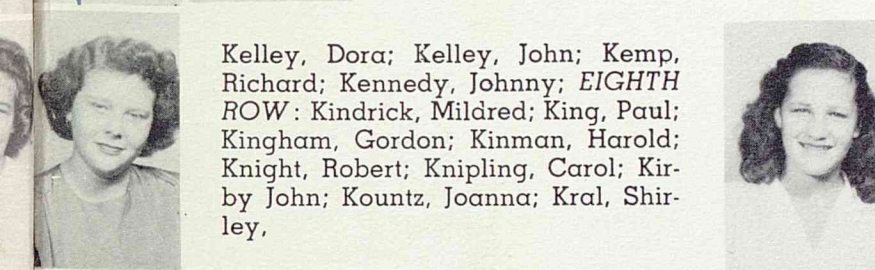 Kelley, Dora; Kelley, John; Kemp,
Richard; Kennedy, Johnny; EIGHTH
ROW: Kindrick, Mildred; King, Paul;
Kingham, Gordon; Kinman, Harold;
Knight, Robert; Knipling, Carol; Kir-
by John; Kountz, Joanna; Kral, Shir-
ley,